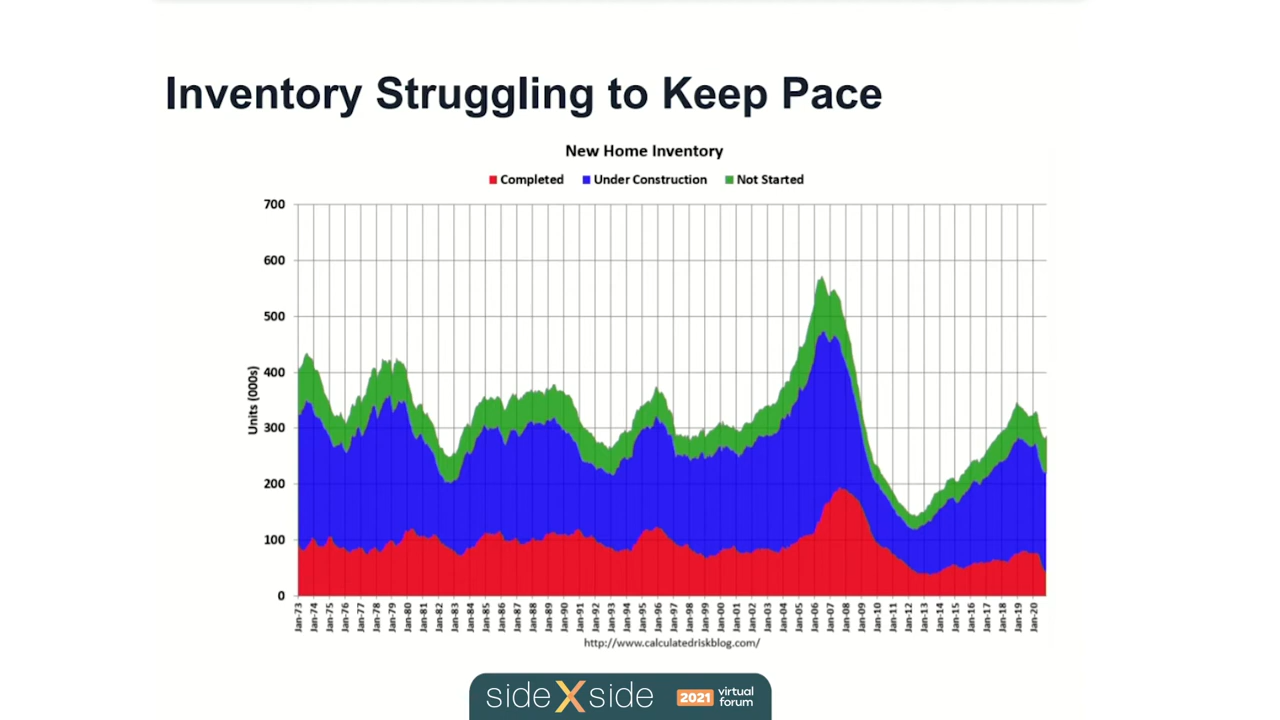 Inventory Struggling to Keep Pace
New Home Inventory
Completed Under Construction Not Started
700
600
500
400
300
200
100
0
Units (000s)
Jan-73 Jan-74 Jan-75 Jan-76 Jan-77 Jan-78 Jan-79 Jan-80 Jan-81 Jan-82 Jan-83 Jan-84 Jan-85 Jan-86 Jan-87 Jan-88 Jan-89 Jan-90 Jan-91 Jan-92 Jan-93 Jan-94 Jan-95 Jan-96 Jan-97 Jan-98 Jan-99 Jan-00 Jan-01 Jan-02 Jan-03 Jan-04 Jan-05 Jan-06 Jan-07 Jan-08 Jan-09 Jan-10 Jan-11 Jan-12 Jan-13 Jan-14 Jan-15 Jan-16 Jan-17 Jan-18 Jan-19 Jan-20
http://www.calculatedriskblog.com/
side X side 2021 virtual
forum